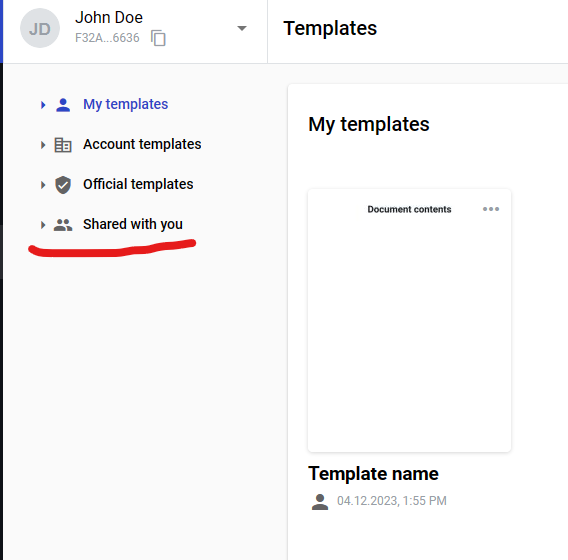 JD
John Doe
F32A...6636
Templates
My templates
Account templates
Official templates
Shared with you
My templates
Document contents
Template name
04.12.2023, 1:55 PM